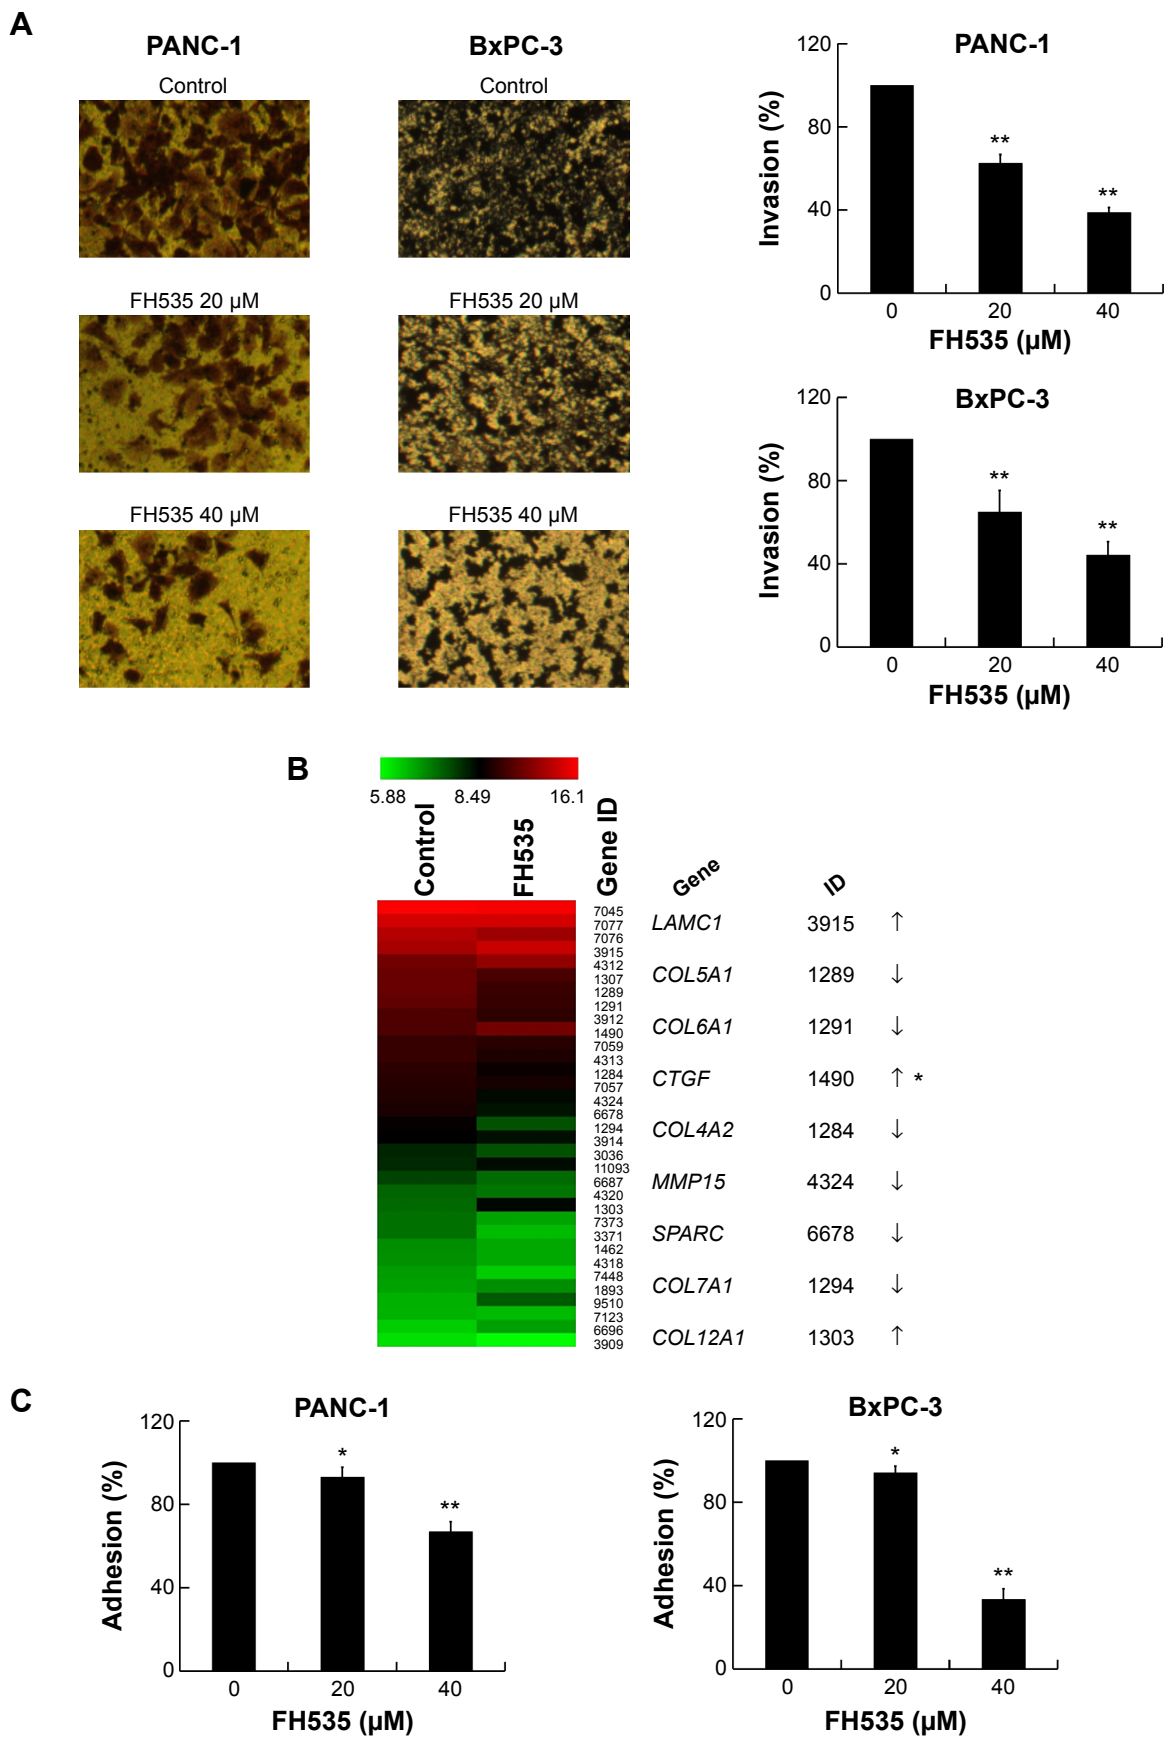 A
PANC-1
Control
FH535 20 µM
FH535 40 µM
BxPC-3
Control
FH535 20 µM
FH535 40 µM
PANC-1
Invasion (%)
120
80
40
0
0 20 40
FH535 (µM)
**
**
BxPC-3
Invasion (%)
120
80
40
0
0 20 40
FH535 (µM)
**
**
B
5.88 8.49 16.1
Control
FH535
Gene ID
7045
7077
7076
3915
4312
1307
1289
1291
3912
1490
7059
4313
1284
7057
4324
6678
1294
3914
3036
11093
6687
4320
1303
7373
3371
1462
4318
7448
1893
9510
7123
6696
3909
Gene ID
LAMC1 3915 ↑
COL5A1 1289 ↓
COL6A1 1291 ↓
CTGF 1490 ↑ *
COL4A2 1284 ↓
MMP15 4324 ↓
SPARC 6678 ↓
COL7A1 1294 ↓
COL12A1 1303 ↑
C
PANC-1
Adhesion (%)
120
80
40
0
0 20 40
FH535 (µM)
*
**
BxPC-3
Adhesion (%)
120
80
40
0
0 20 40
FH535 (µM)
*
**